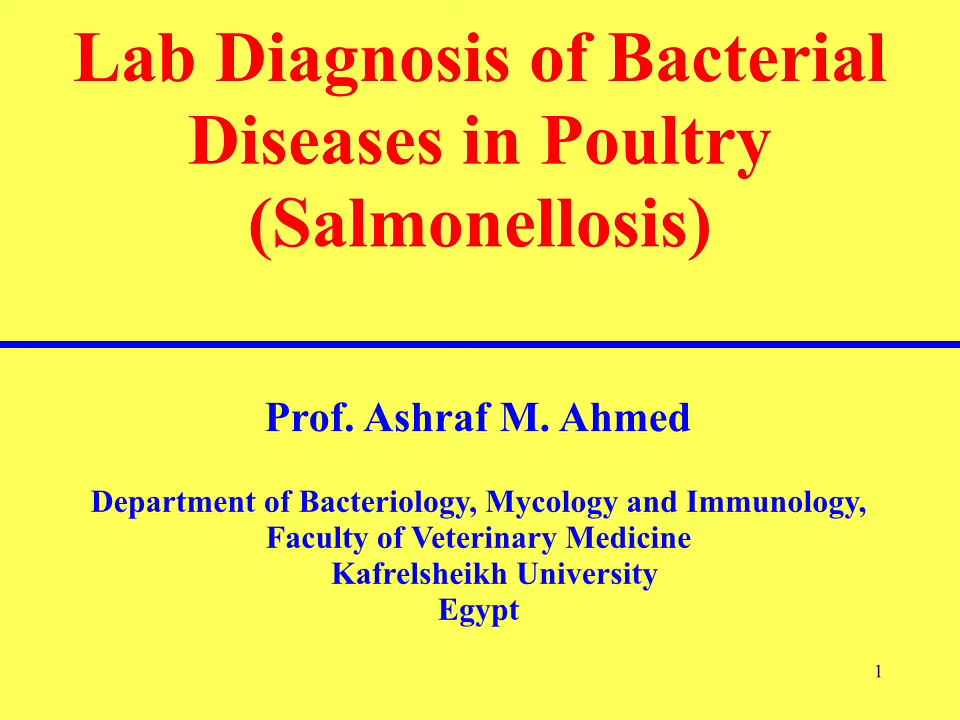 Lab Diagnosis of Bacterial
Diseases in Poultry
(Salmonellosis)
Prof. Ashraf M. Ahmed
Department of Bacteriology, Mycology and Immunology,
Faculty of Veterinary Medicine
Kafrelsheikh University
Egypt
1